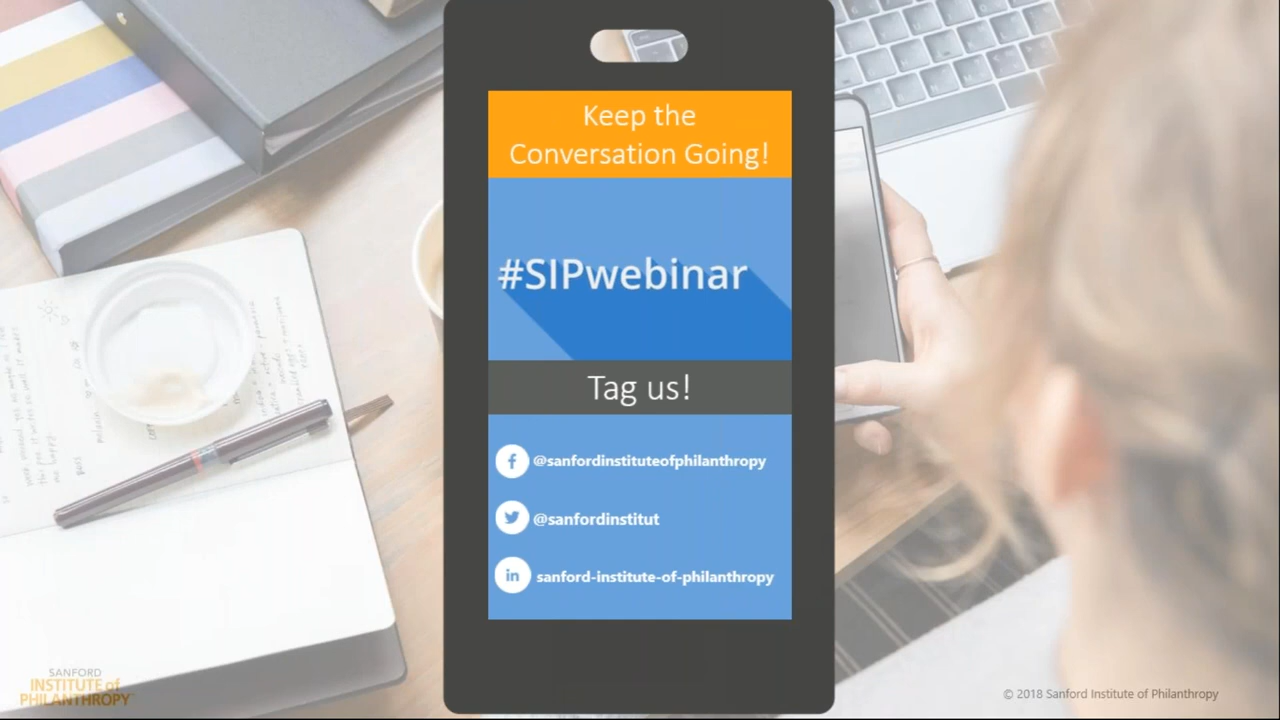 Keep the
Conversation Going!
#SIPwebinar
Tag us!
@sanfordinstituteofphilanthropy
@sanfordinstitut
in sanford-institute-of-philanthropy
SANFORD
INSTITUTE of
PHILANTHROPY
© 2018 Sanford Institute of Philanthropy